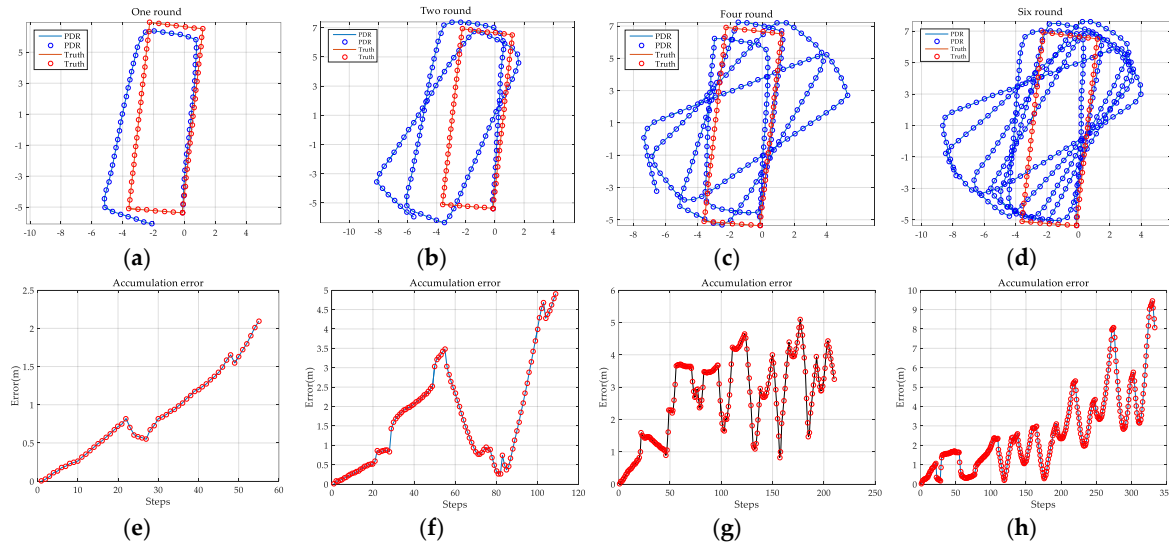 One round
PDR
PDR
Truth
Truth
5
3
1
-1
-3
-5
-10 -8 -6 -4 -2 0 2 4
(a)
Two round
PDR
PDR
Truth
Truth
7
5
3
1
-1
-3
-5
-10 -8 -6 -4 -2 0 2 4
(b)
Four round
PDR
PDR
Truth
Truth
7
5
3
1
-1
-3
-5
-8 -6 -4 -2 0 2 4
(c)
Six round
PDR
PDR
Truth
Truth
7
5
3
1
-1
-3
-5
-10 -8 -6 -4 -2 0 2 4
(d)
Accumulation error
Error(m)
2.5
2
1.5
1
0.5
0
0 10 20 30 40 50 60
Steps
(e)
Accumulation error
Error(m)
5
4.5
4
3.5
3
2.5
2
1.5
1
0.5
0
0 20 40 60 80 100 120
Steps
(f)
Accumulation error
Error(m)
6
5
4
3
2
1
0
0 50 100 150 200 250
Steps
(g)
Accumulation error
Error(m)
10
9
8
7
6
5
4
3
2
1
0
0 50 100 150 200 250 300
Steps
(h)